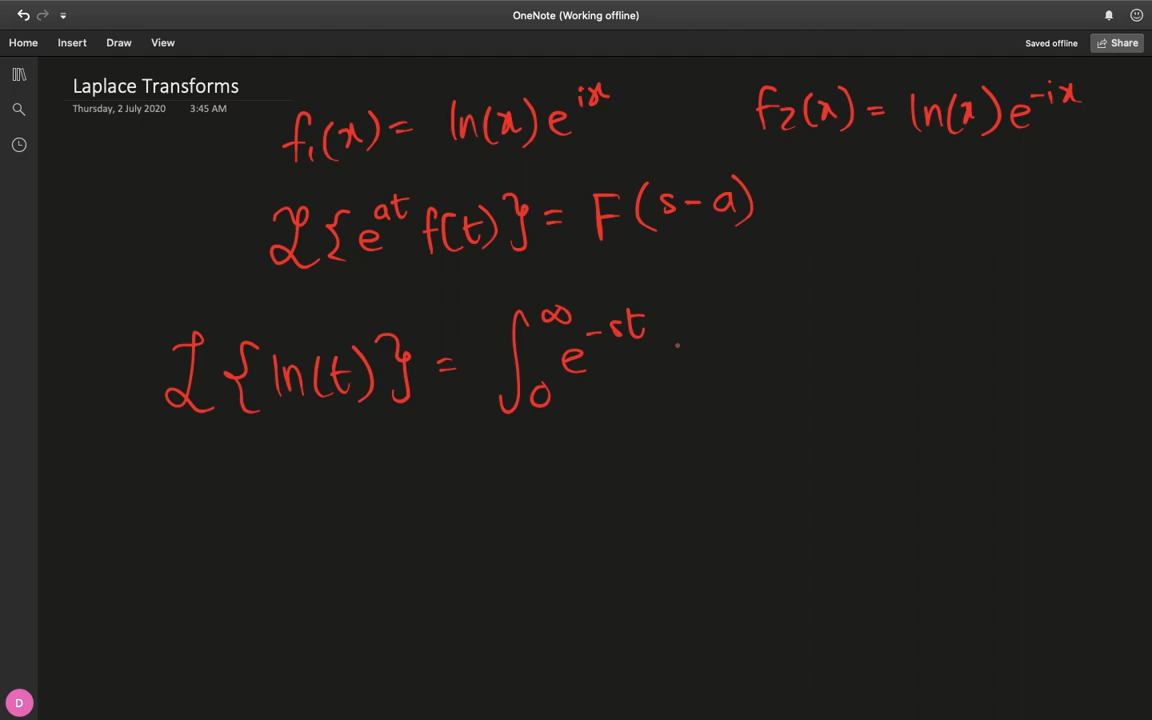 OneNote (Working offline)
Home Insert Draw View Saved offline Share
Laplace Transforms
Thursday, 2 July 2020 3:45 AM
f₁(x) = ln(x) e^{ix} f₂(x) = ln(x) e^{-ix}
ℒ{e^{at} f(t)} = F(s-a)
ℒ{ln(t)} = ∫₀^∞ e^{-st}
D